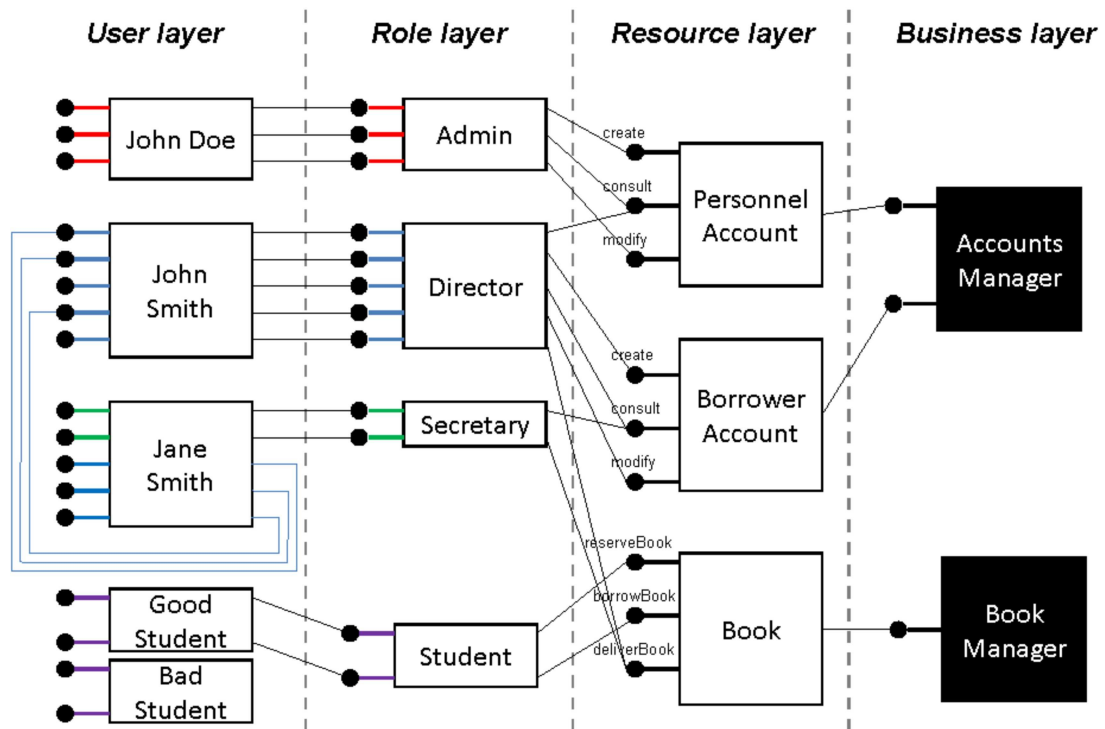 User layer
Role layer
Resource layer
Business layer
John Doe
Admin
create
consult
modify
Personnel
Account
Accounts
Manager
John
Smith
Director
create
consult
modify
Borrower
Account
Jane
Smith
Secretary
Good
Student
Bad
Student
Student
reserveBook
borrowBook
deliverBook
Book
Book
Manager